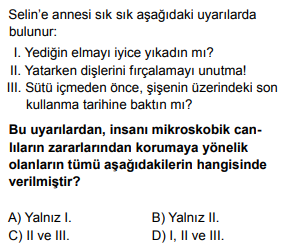 Selin'e annesi sık sık aşağıdaki uyarılarda
bulunur:
I. Yediğin elmayı iyice yıkadın mı?
II. Yatarken dişlerini fırçalamayı unutma!
III. Sütü içmeden önce, şişenin üzerindeki son
kullanma tarihine baktın mı?
Bu uyarılardan, insanı mikroskobik can-
lıların zararlarından korumaya yönelik
olanların tümü aşağıdakilerin hangisinde
verilmiştir?
A) Yalnız I. B) Yalnız II.
C) II ve III. D) I, II ve III.